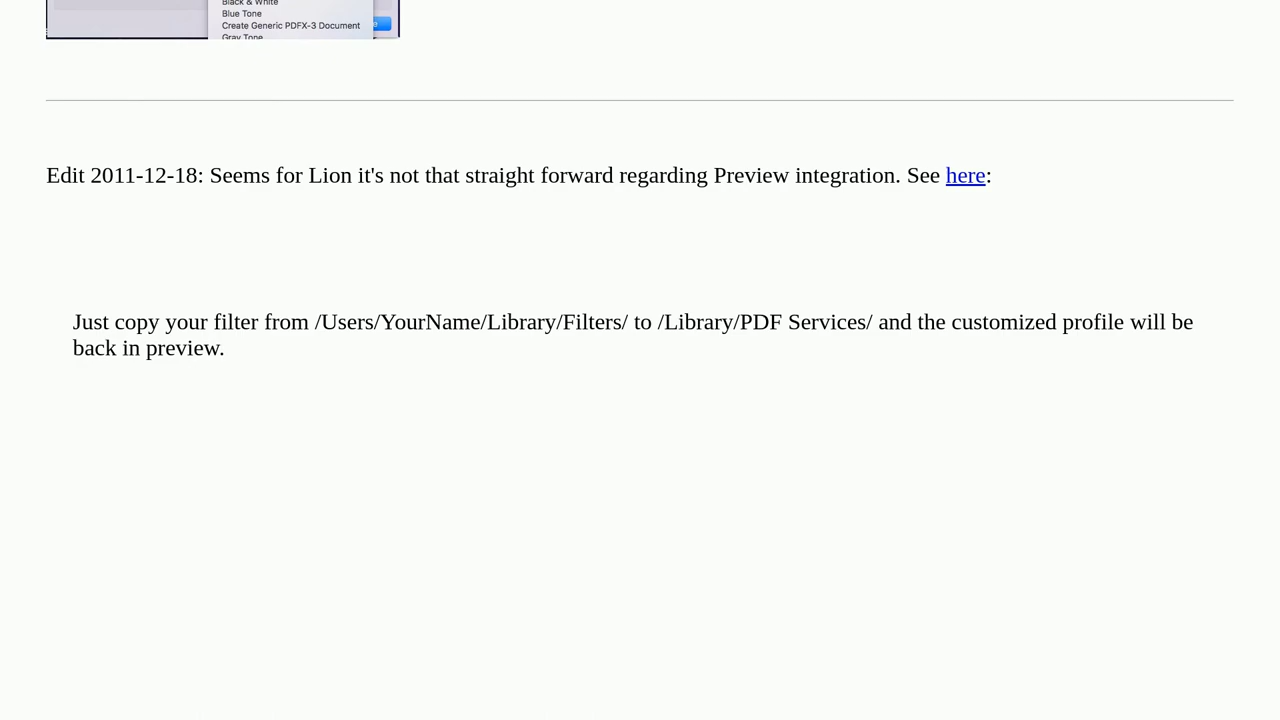 Black & White
Blue Tone
Create Generic PDFX-3 Document
Gray Tone
Edit 2011-12-18: Seems for Lion it's not that straight forward regarding Preview integration. See here:
Just copy your filter from /Users/YourName/Library/Filters/ to /Library/PDF Services/ and the customized profile will be
back in preview.